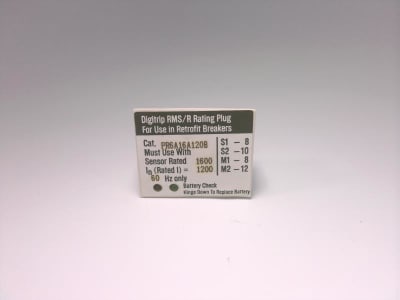 Digitrip RMS/R Rating Plug
For Use in Retrofit Breakers
Cat. PR6A16A120B
Must Use With
Sensor Rated 1600
In (Rated I) = 1200
60 Hz only
S1 – 8
S2 – 10
M1 – 8
M2 – 12
Battery Check
Hinge Down To Replace Battery